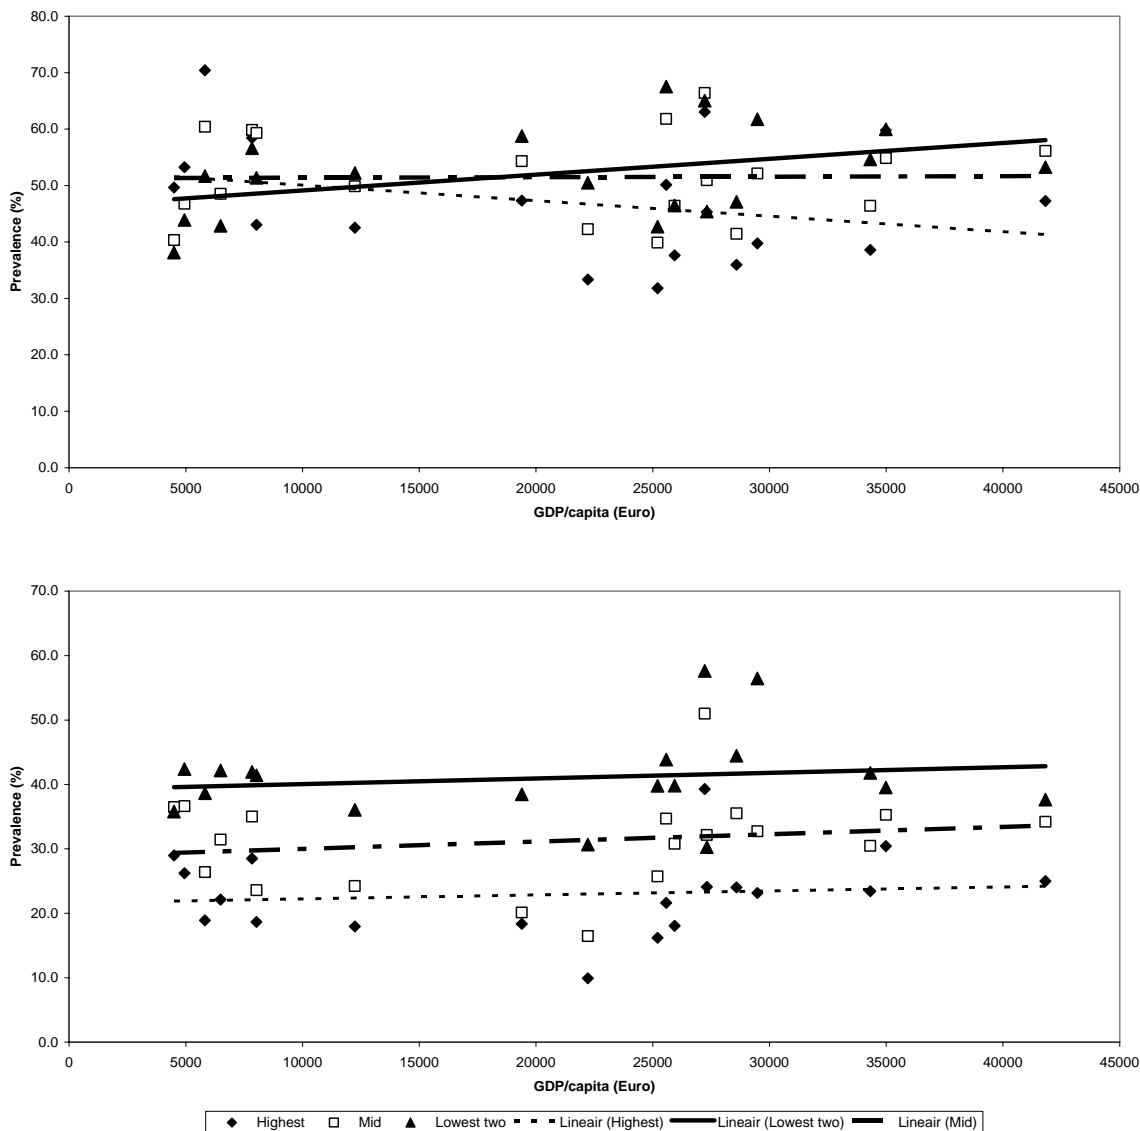 80.0
70.0
60.0
50.0
40.0
30.0
20.0
10.0
0.0
Prevalence (%)
0 5000 10000 15000 20000 25000 30000 35000 40000 45000
GDP/capita (Euro)
70.0
60.0
50.0
40.0
30.0
20.0
10.0
0.0
Prevalence (%)
0 5000 10000 15000 20000 25000 30000 35000 40000 45000
GDP/capita (Euro)
Highest Mid Lowest two Lineair (Highest) Lineair (Lowest two) Lineair (Mid)